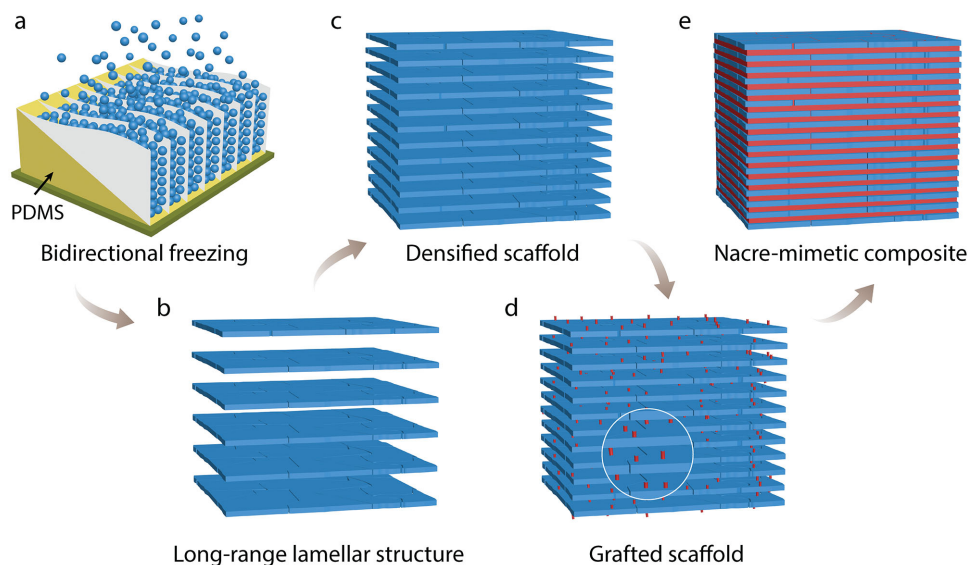 a
PDMS
Bidirectional freezing
b
Long-range lamellar structure
c
Densified scaffold
d
Grafted scaffold
e
Nacre-mimetic composite